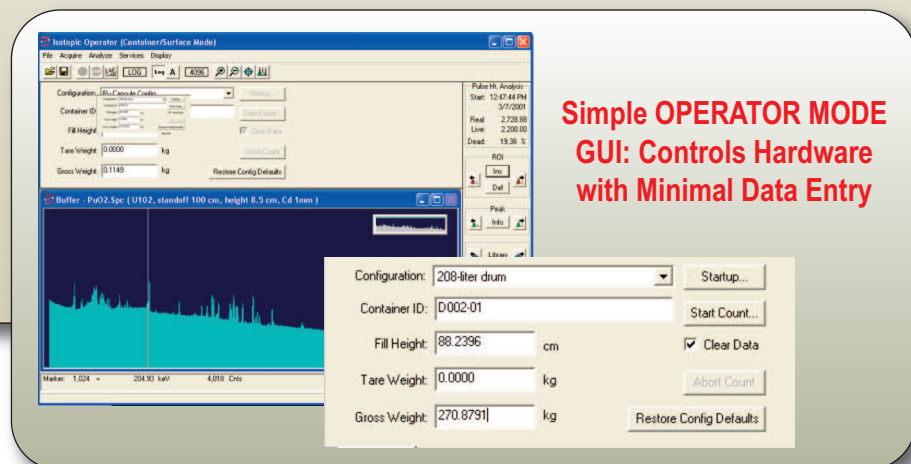 Isotopic Operator (Container/Surface Mode)
File Acquire Analyze Services Display
LOG Log A 4096
Configuration: Pu Capsule Config Startup...
Container ID Start Count...
Fill Height Clear Data
Tare Weight: 0.0000 kg Abort Count
Gross Weight: 0.1149 kg Restore Config Defaults
Pulse Ht. Analysis
Start: 12:47:44 PM
3/7/2001
Real: 2,728.88
Live: 2,200.00
Dead: 19.38 %
ROI
Ins
Del
Peak
Info
Library
Buffer - PuO2.Spc ( U102, standoff 100 cm, height 8.5 cm, Cd 1mm )
Marker: 1,024 = 204.93 keV 4,018 Cnts
Simple OPERATOR MODE
GUI: Controls Hardware
with Minimal Data Entry
Configuration: 208-liter drum Startup...
Container ID: D002-01 Start Count...
Fill Height: 88.2396 cm Clear Data
Tare Weight: 0.0000 kg Abort Count
Gross Weight: 270.8791 kg Restore Config Defaults